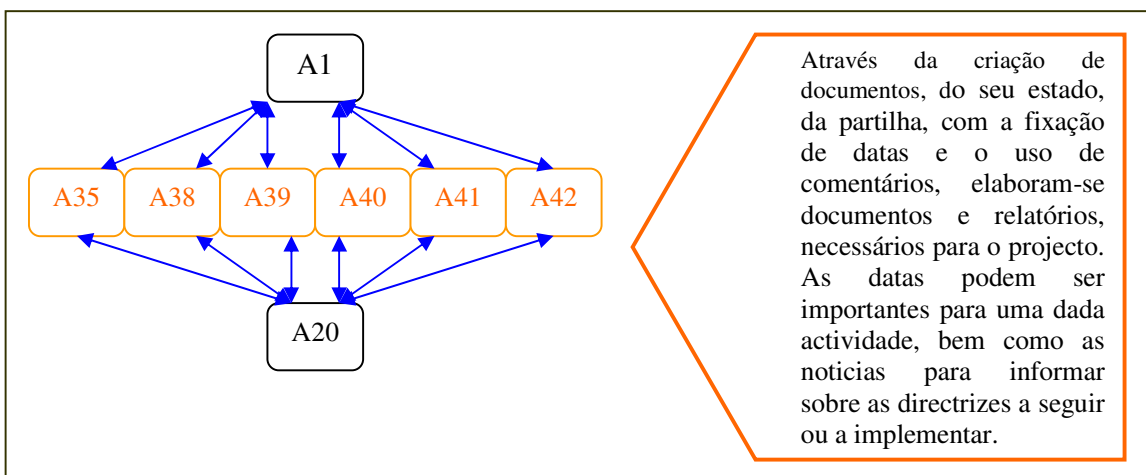 A1
A35 A38 A39 A40 A41 A42
A20
Através da criação de
documentos, do seu estado,
da partilha, com a fixação
de datas e o uso de
comentários, elaboram-se
documentos e relatórios,
necessários para o projecto.
As datas podem ser
importantes para uma dada
actividade, bem como as
noticias para informar
sobre as directrizes a seguir
ou a implementar.